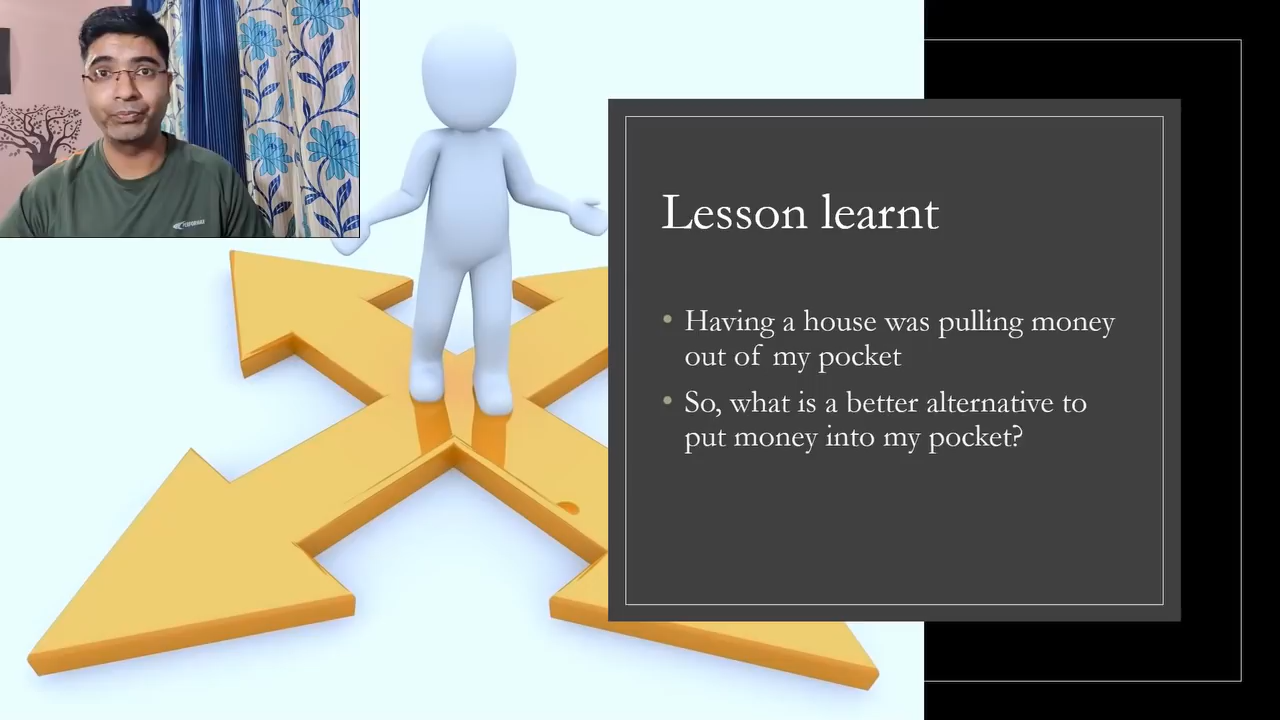 Lesson learnt
• Having a house was pulling money
out of my pocket
• So, what is a better alternative to
put money into my pocket?